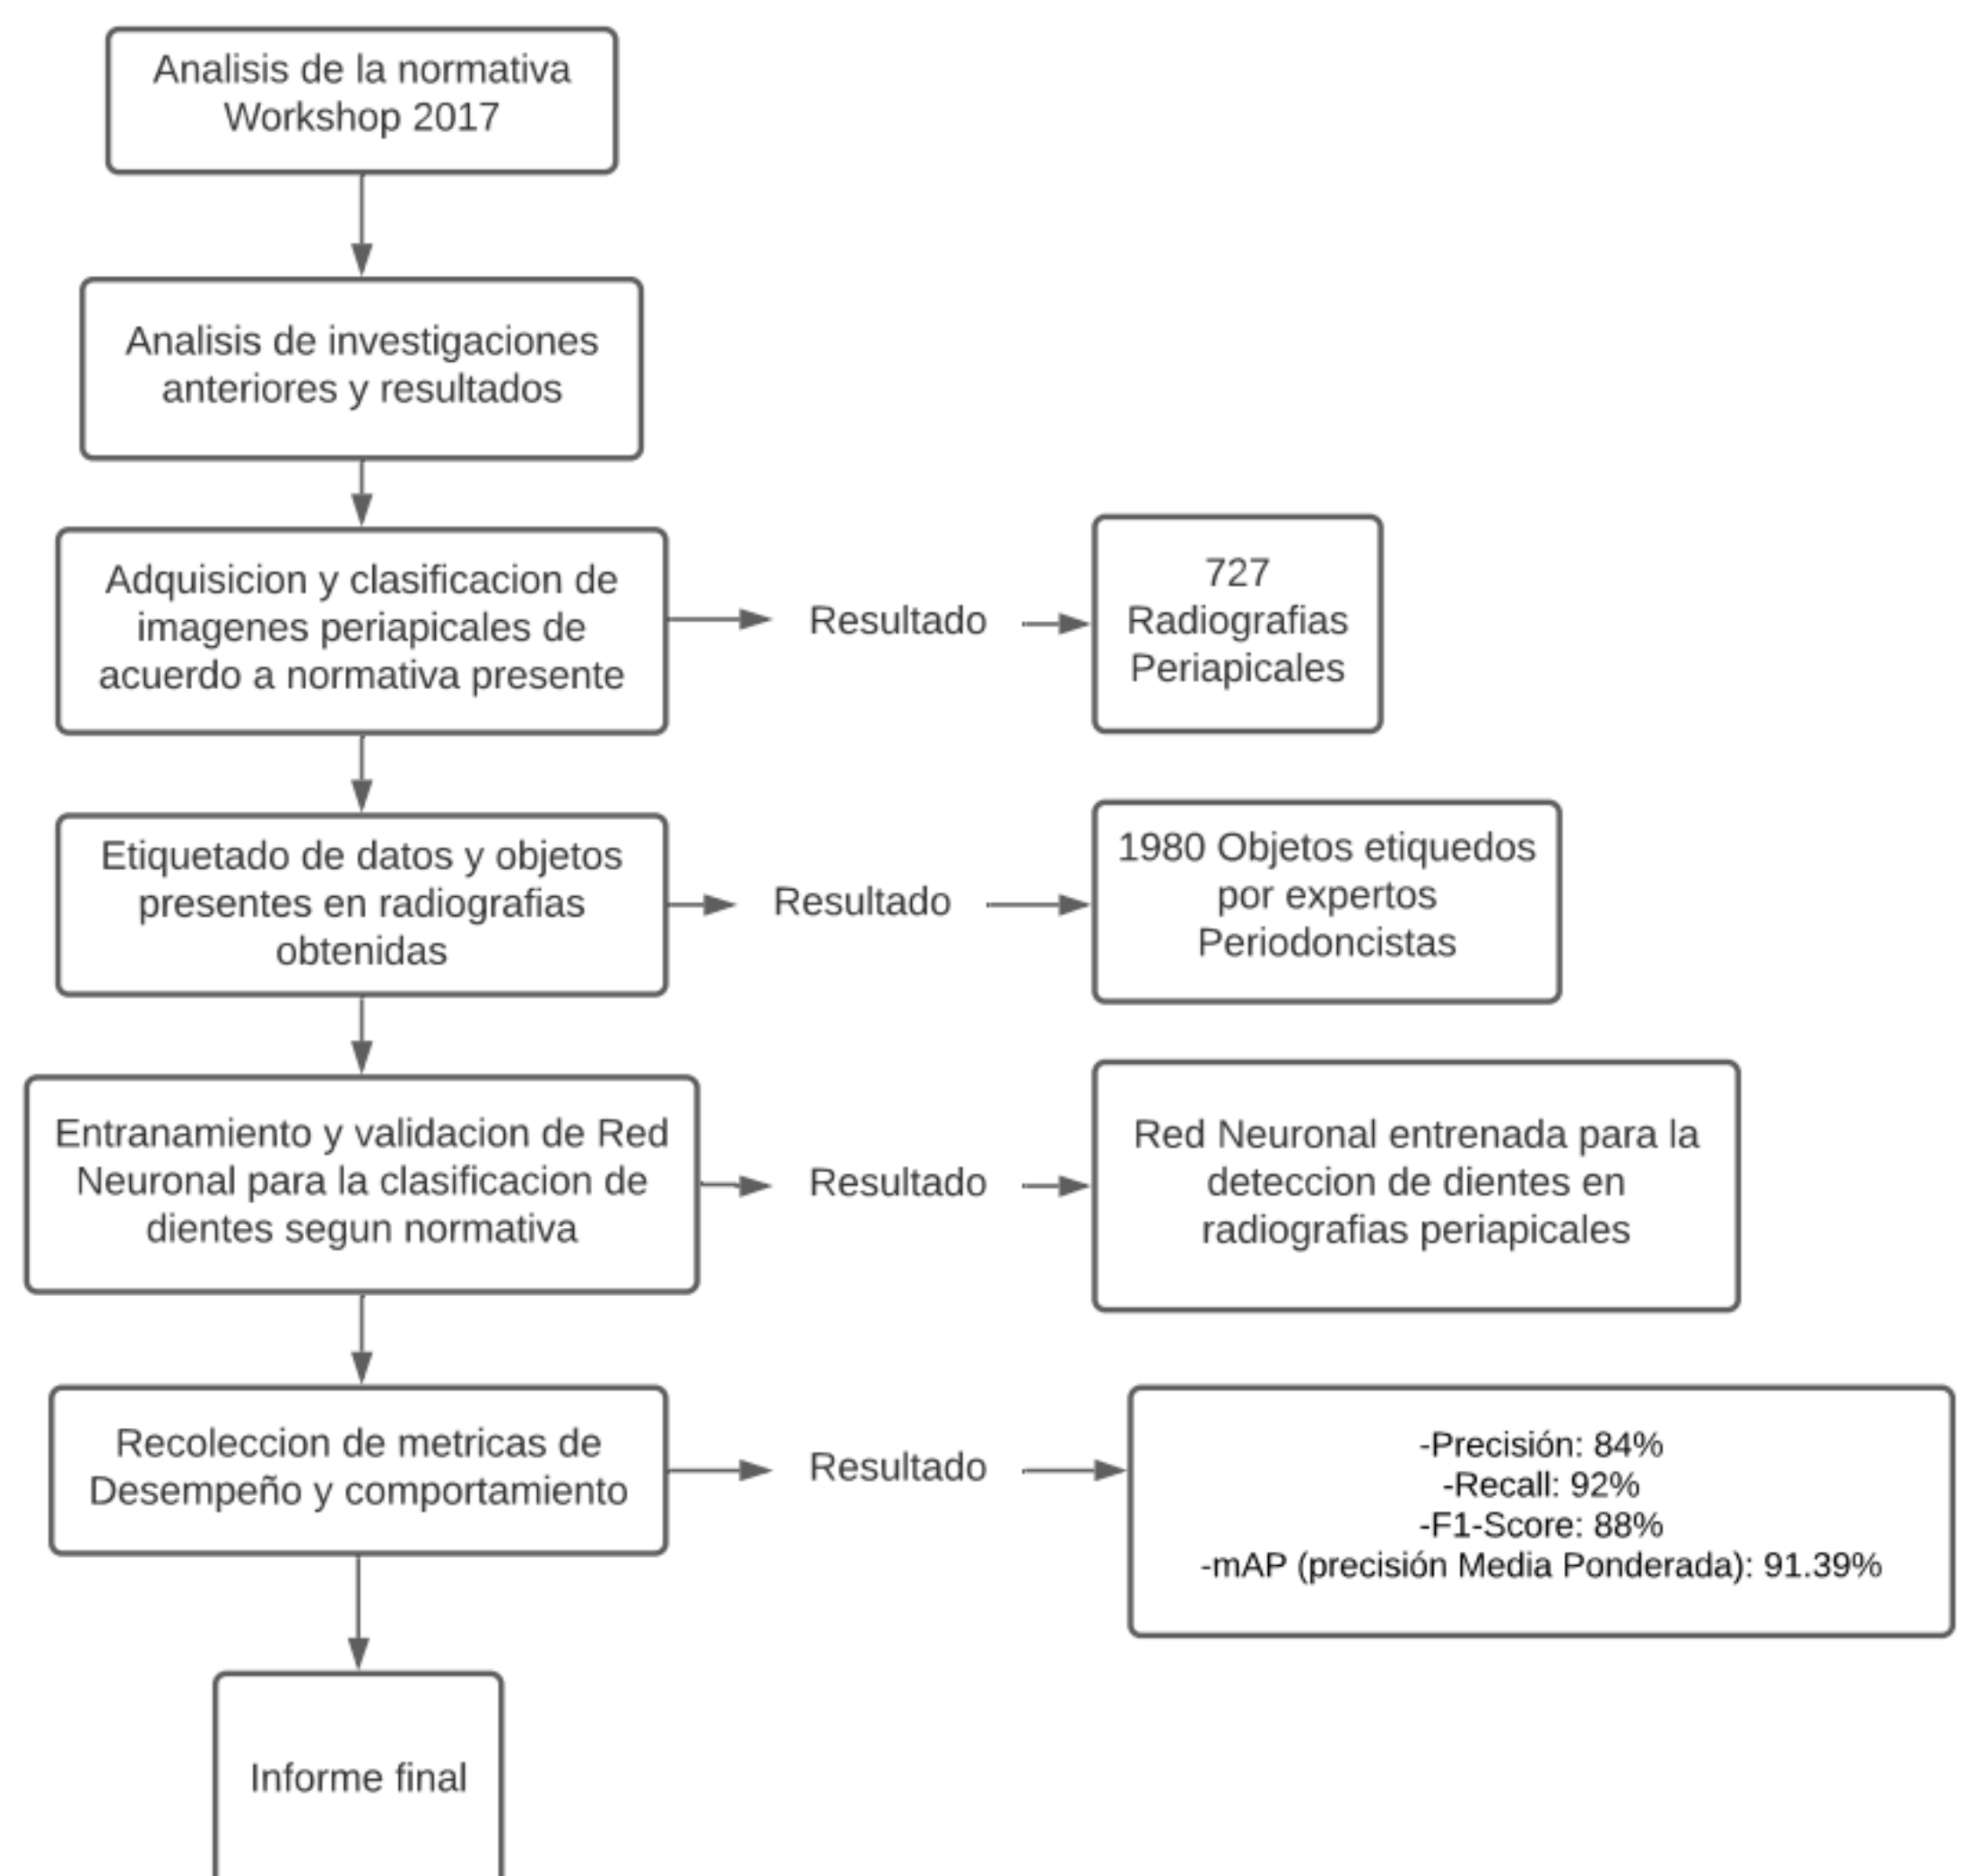 Analisis de la normativa
Workshop 2017
Analisis de investigaciones
anteriores y resultados
Adquisicion y clasificacion de
imagenes periapicales de
acuerdo a normativa presente
Resultado
727
Radiografias
Periapicales
Etiquetado de datos y objetos
presentes en radiografias
obtenidas
Resultado
1980 Objetos etiquedos
por expertos
Periodoncistas
Entranamiento y validacion de Red
Neuronal para la clasificacion de
dientes segun normativa
Resultado
Red Neuronal entrenada para la
deteccion de dientes en
radiografias periapicales
Recoleccion de metricas de
Desempeño y comportamiento
Resultado
-Precisión: 84%
-Recall: 92%
-F1-Score: 88%
-mAP (precisión Media Ponderada): 91.39%
Informe final